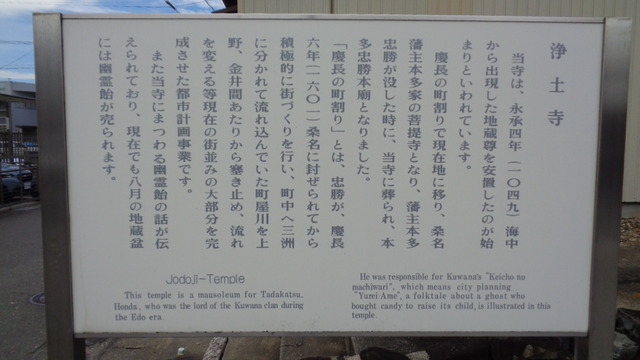 浄土寺
当寺は、永承四年（一〇四九）海中
から出現した地蔵尊を安置したのが始
まりといわれています。
慶長の町割りで現在地に移り、桑名
藩主本多家の菩提寺となり、藩主本多
忠勝が没した時に、当寺に葬られ、本
多忠勝本廟となりました。
「慶長の町割り」とは、忠勝が、慶長
六年（一六〇一）桑名に封ぜられてから
積極的に街づくりを行い、町中へ三洲
に分かれて流れ込んでいた町屋川を上
野、金井間あたりから塞き止め、流れ
を変える等現在の街並みの大部分を完
成させた都市計画事業です。
また当寺にまつわる幽霊飴の話が伝
えられており、現在でも八月の地蔵盆
には幽霊飴が売られます。
Jodoji-Temple
This temple is a mausoleum for Tadakatsu
Honda, who was the lord of the Kuwana clan during
the Edo era.
He was responsible for Kuwana's "Keicho no
machiwari", which means city planning
"Yurei Ame", a folktale about a ghost who
bought candy to raise its child, is illustrated in this
temple.